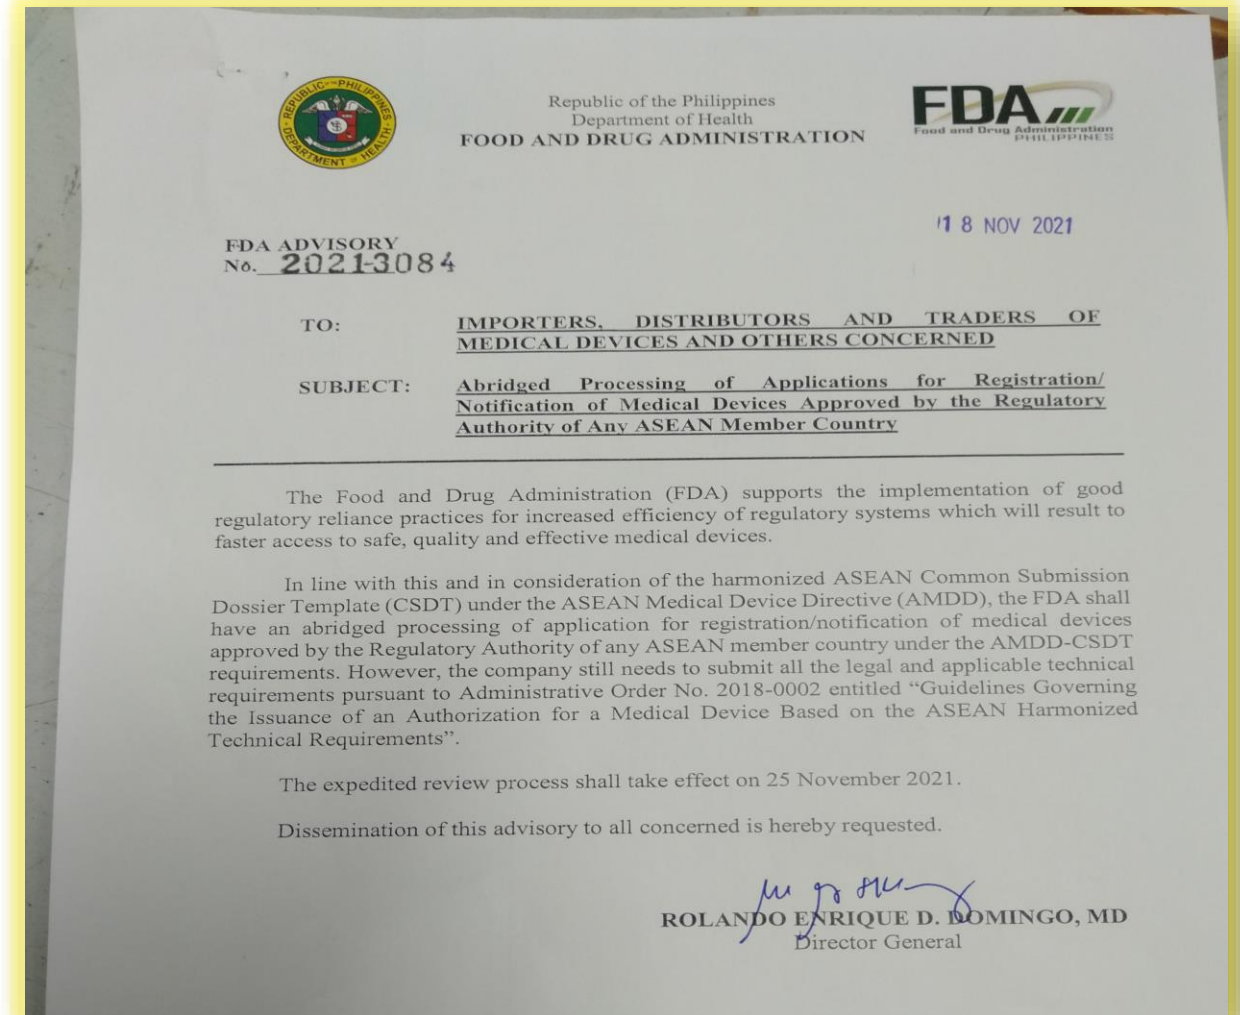 REPUBLIC OF THE PHILIPPINES
DEPARTMENT OF HEALTH
Republic of the Philippines
Department of Health
FOOD AND DRUG ADMINISTRATION
FDA
Food and Drug Administration
PHILIPPINES
18 NOV 2021
FDA ADVISORY
No. 2021-3084
TO: IMPORTERS, DISTRIBUTORS AND TRADERS OF
MEDICAL DEVICES AND OTHERS CONCERNED
SUBJECT: Abridged Processing of Applications for Registration/
Notification of Medical Devices Approved by the Regulatory
Authority of Any ASEAN Member Country
The Food and Drug Administration (FDA) supports the implementation of good
regulatory reliance practices for increased efficiency of regulatory systems which will result to
faster access to safe, quality and effective medical devices.
In line with this and in consideration of the harmonized ASEAN Common Submission
Dossier Template (CSDT) under the ASEAN Medical Device Directive (AMDD), the FDA shall
have an abridged processing of application for registration/notification of medical devices
approved by the Regulatory Authority of any ASEAN member country under the AMDD-CSDT
requirements. However, the company still needs to submit all the legal and applicable technical
requirements pursuant to Administrative Order No. 2018-0002 entitled “Guidelines Governing
the Issuance of an Authorization for a Medical Device Based on the ASEAN Harmonized
Technical Requirements”.
The expedited review process shall take effect on 25 November 2021.
Dissemination of this advisory to all concerned is hereby requested.
ROLANDO ENRIQUE D. DOMINGO, MD
Director General